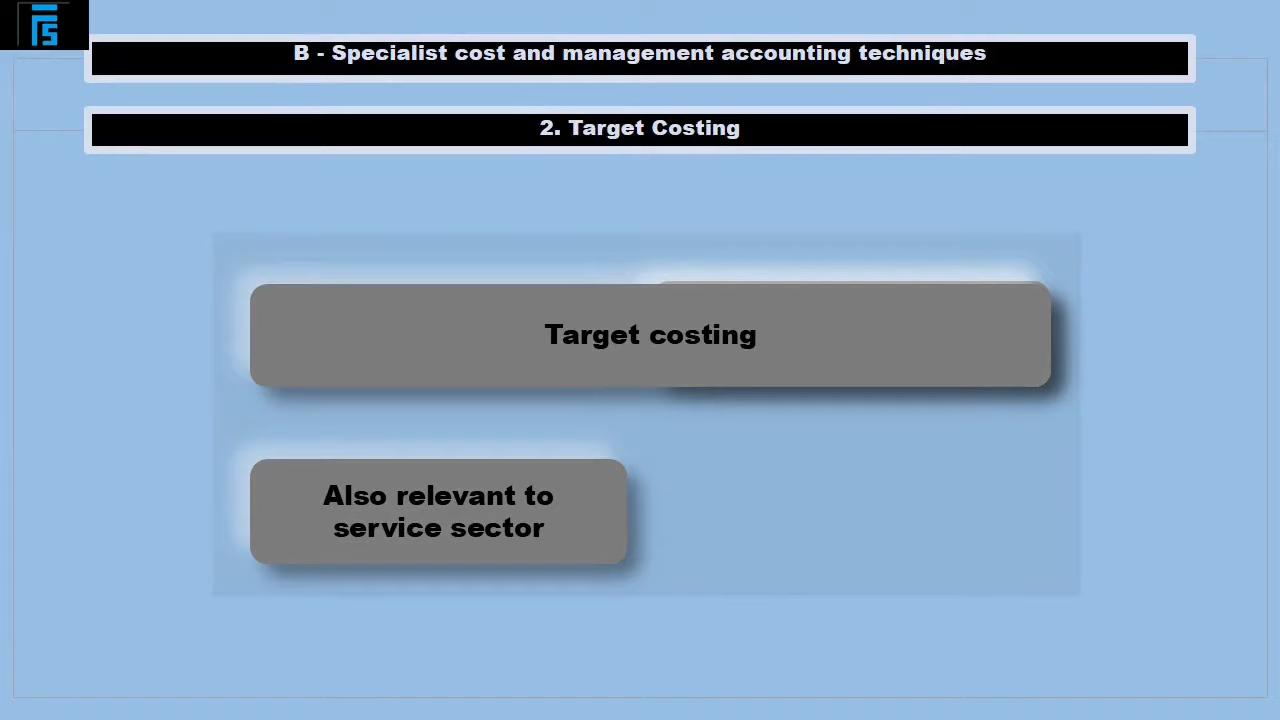 B - Specialist cost and management accounting techniques
2. Target Costing
Target costing
Also relevant to
service sector